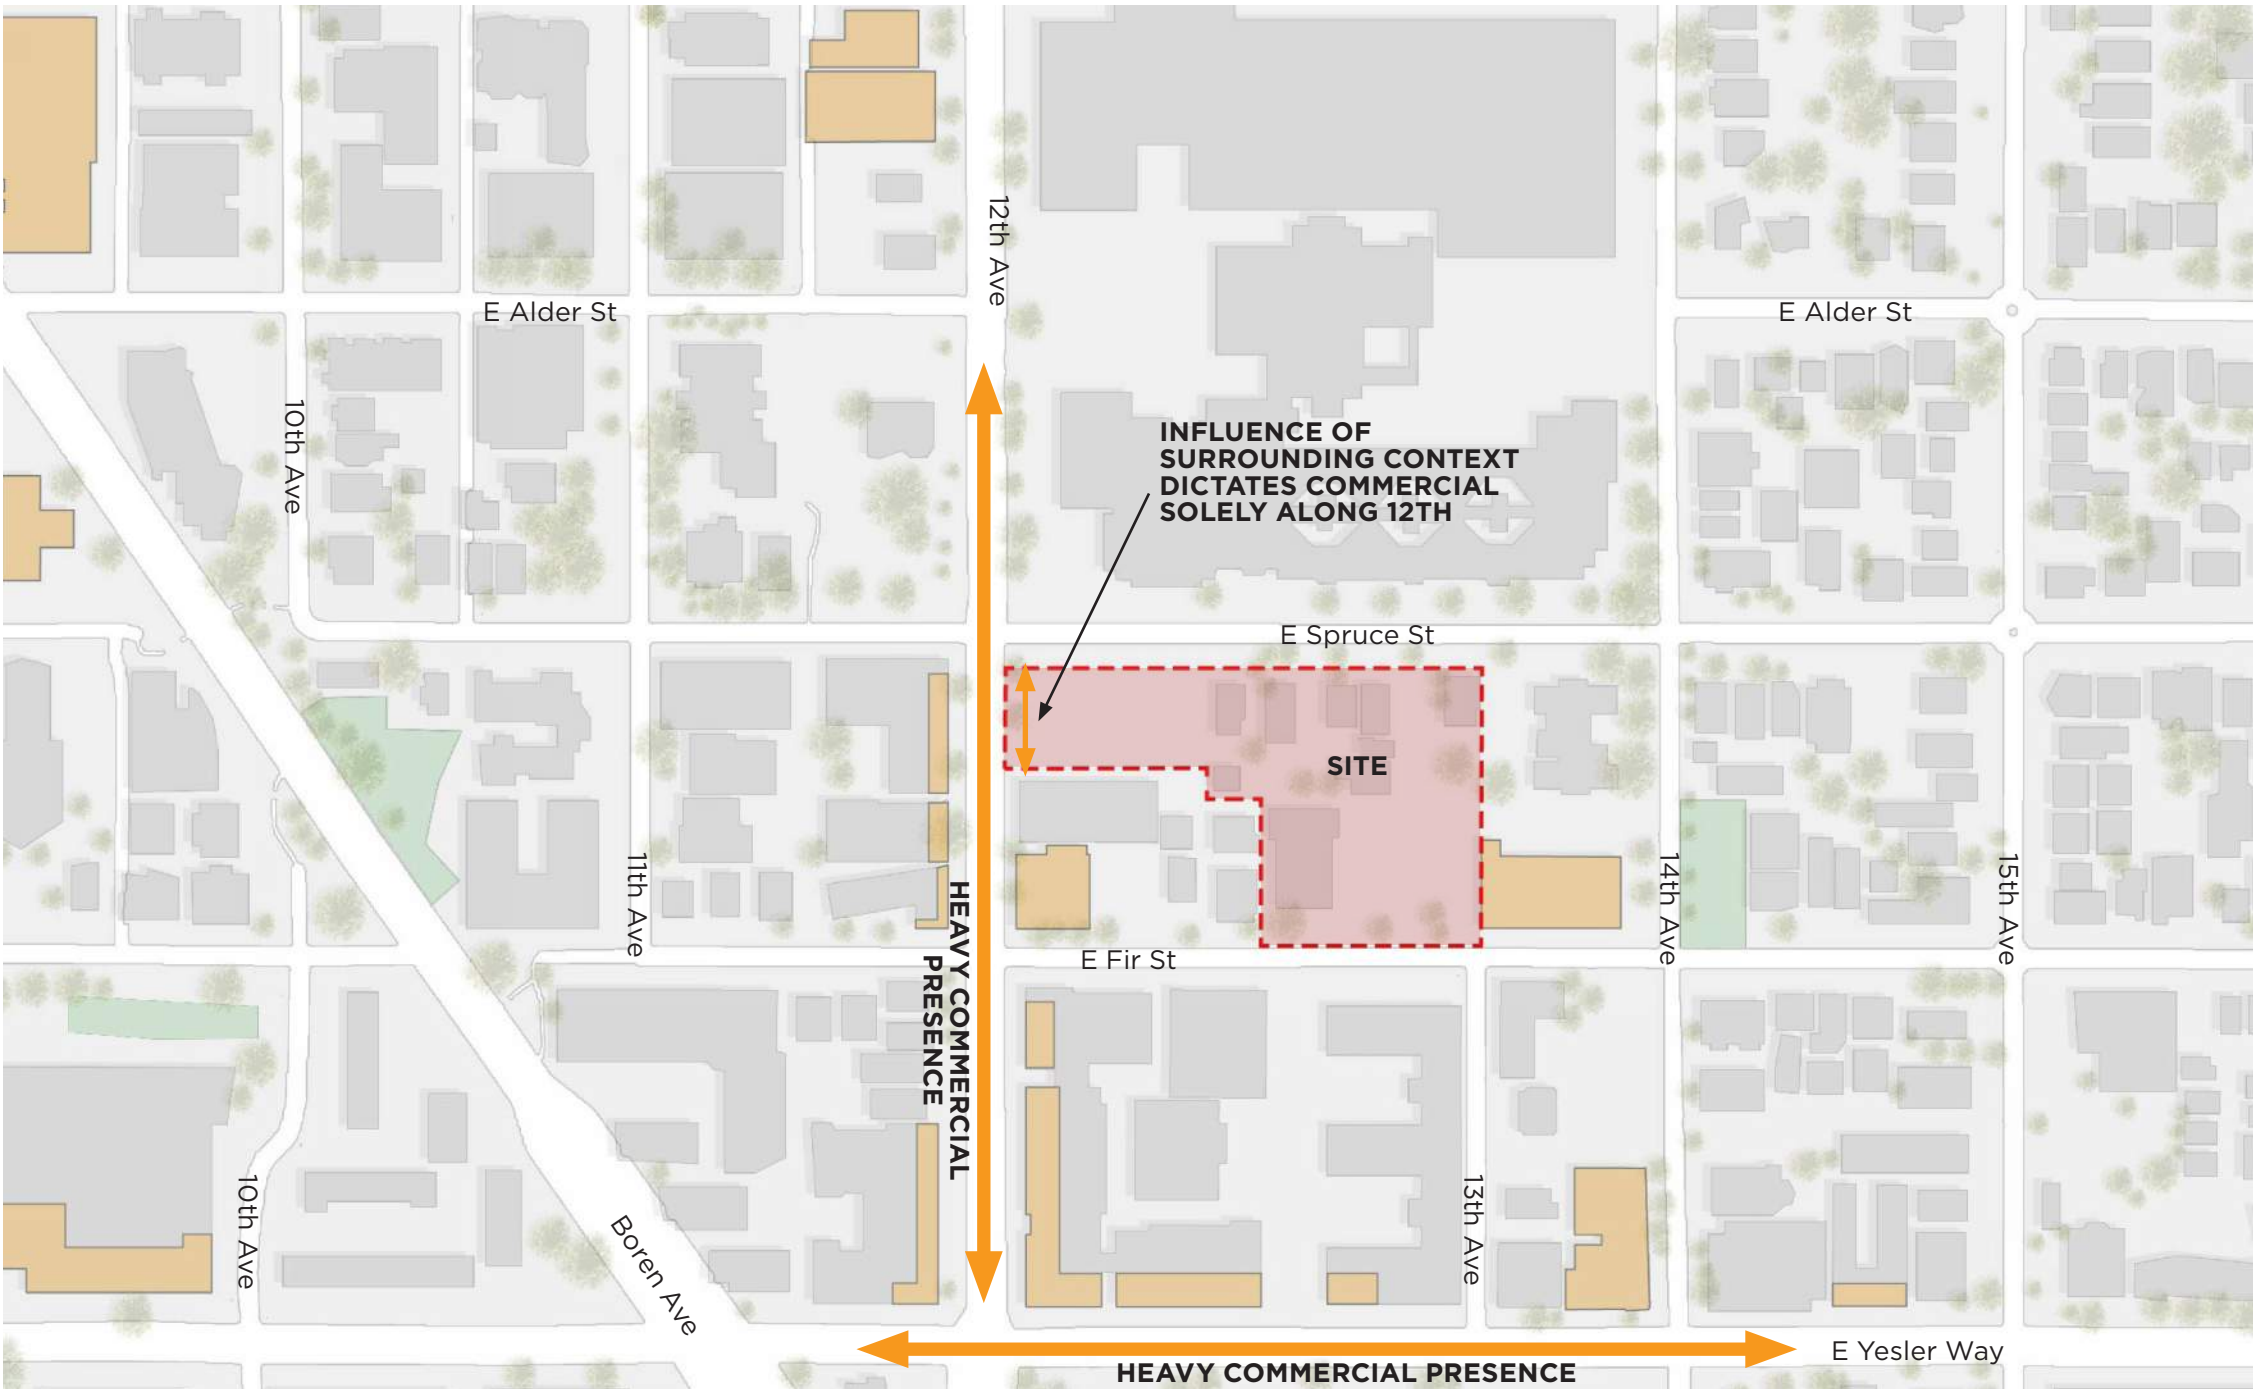 12th Ave
E Alder St
E Alder St
10th Ave
INFLUENCE OF
SURROUNDING CONTEXT
DICTATES COMMERCIAL
SOLELY ALONG 12TH
E Spruce St
SITE
11th Ave
14th Ave
15th Ave
HEAVY COMMERCIAL
PRESENCE
E Fir St
10th Ave
Boren Ave
13th Ave
E Yesler Way
HEAVY COMMERCIAL PRESENCE